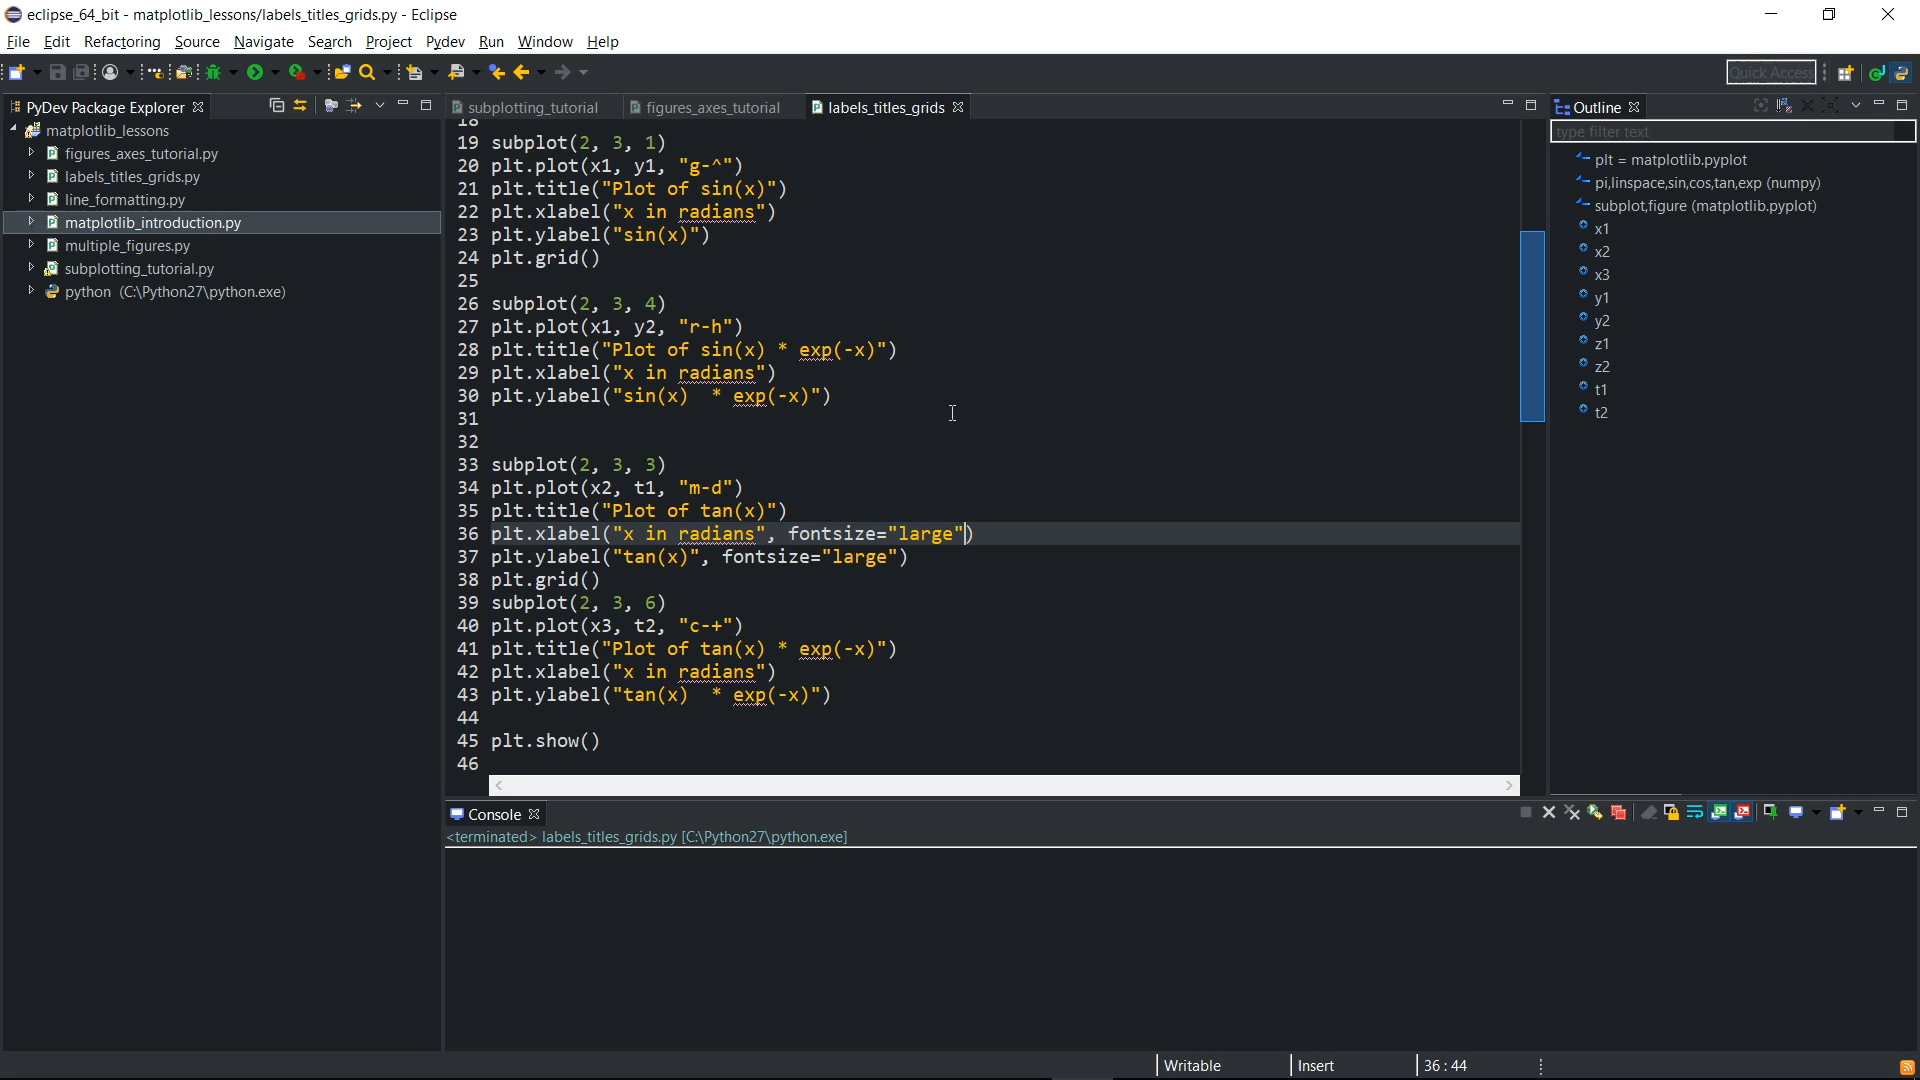 eclipse_64_bit - matplotlib_lessons/labels_titles_grids.py - Eclipse
File Edit Refactoring Source Navigate Search Project Pydev Run Window Help
Quick Access
PyDev Package Explorer
matplotlib_lessons
figures_axes_tutorial.py
labels_titles_grids.py
line_formatting.py
matplotlib_introduction.py
multiple_figures.py
subplotting_tutorial.py
python (C:\Python27\python.exe)
subplotting_tutorial figures_axes_tutorial labels_titles_grids
18
19 subplot(2, 3, 1)
20 plt.plot(x1, y1, "g-^")
21 plt.title("Plot of sin(x)")
22 plt.xlabel("x in radians")
23 plt.ylabel("sin(x)")
24 plt.grid()
25
26 subplot(2, 3, 4)
27 plt.plot(x1, y2, "r-h")
28 plt.title("Plot of sin(x) * exp(-x)")
29 plt.xlabel("x in radians")
30 plt.ylabel("sin(x)  * exp(-x)")
31
32
33 subplot(2, 3, 3)
34 plt.plot(x2, t1, "m-d")
35 plt.title("Plot of tan(x)")
36 plt.xlabel("x in radians", fontsize="large")
37 plt.ylabel("tan(x)", fontsize="large")
38 plt.grid()
39 subplot(2, 3, 6)
40 plt.plot(x3, t2, "c-+")
41 plt.title("Plot of tan(x) * exp(-x)")
42 plt.xlabel("x in radians")
43 plt.ylabel("tan(x)  * exp(-x)")
44
45 plt.show()
46
Outline
type filter text
plt = matplotlib.pyplot
pi,linspace,sin,cos,tan,exp (numpy)
subplot,figure (matplotlib.pyplot)
x1
x2
x3
y1
y2
z1
z2
t1
t2
Console
<terminated> labels_titles_grids.py [C:\Python27\python.exe]
Writable Insert 36 : 44